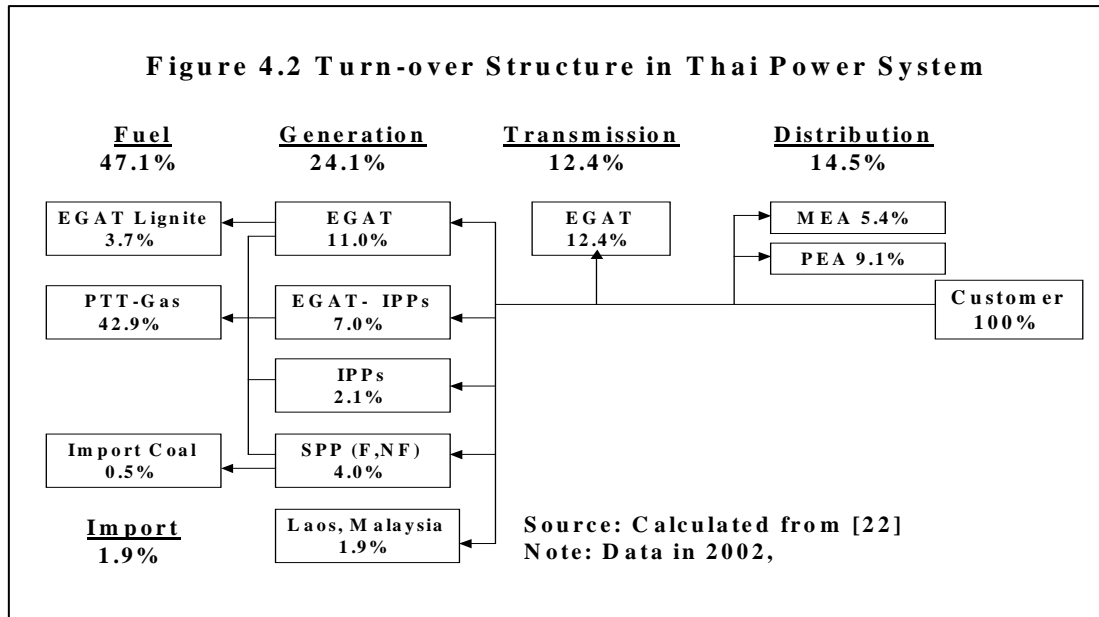 Figure 4.2 Turn-over Structure in Thai Power System
Fuel
47.1%
Generation
24.1%
Transmission
12.4%
Distribution
14.5%
EGAT Lignite
3.7%
EGAT
11.0%
EGAT
12.4%
MEA 5.4%
PEA 9.1%
PTT-Gas
42.9%
EGAT- IPPs
7.0%
Customer
100%
IPPs
2.1%
Import Coal
0.5%
SPP (F,NF)
4.0%
Import
1.9%
Laos, Malaysia
1.9%
Source: Calculated from [22]
Note: Data in 2002,